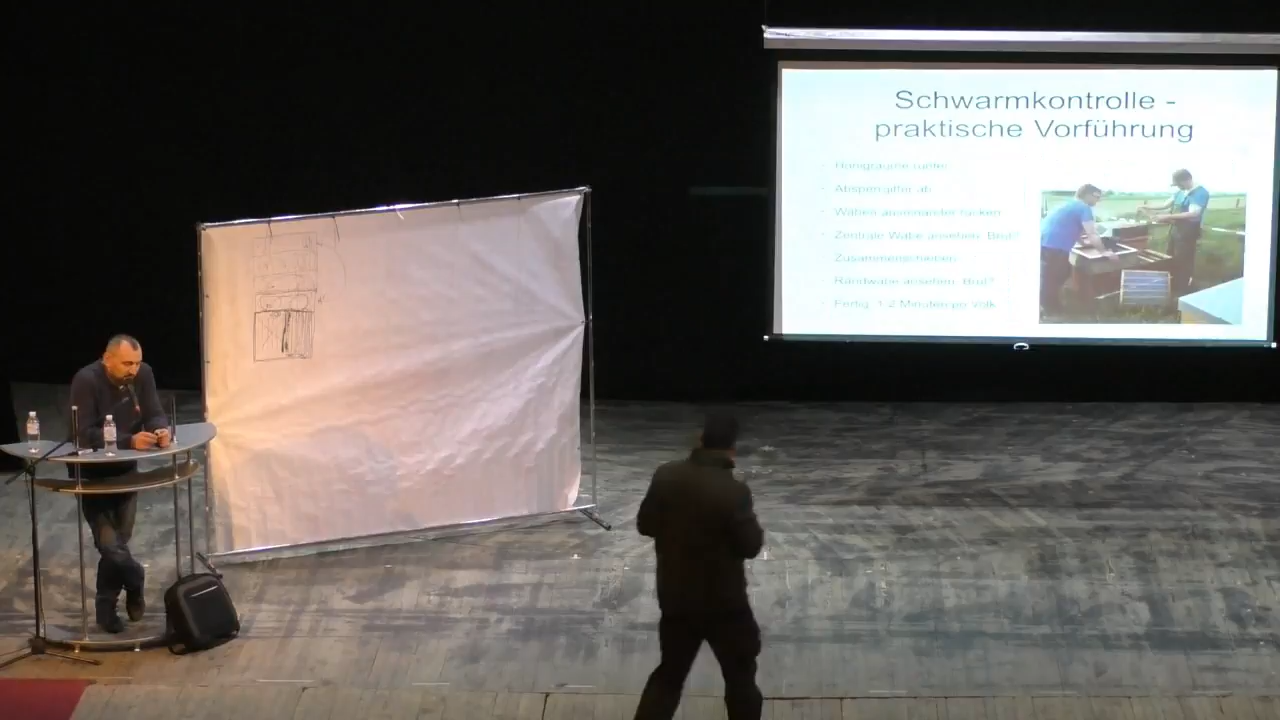 Schwarmkontrolle -
praktische Vorführung
Honigräume runter
Absperrgitter ab
Waben auseinander rücken
Zentrale Wabe ansehen: Brut?
Zusammenschieben
Randwabe ansehen: Brut?
Fertig: 1-2 Minuten po Volk